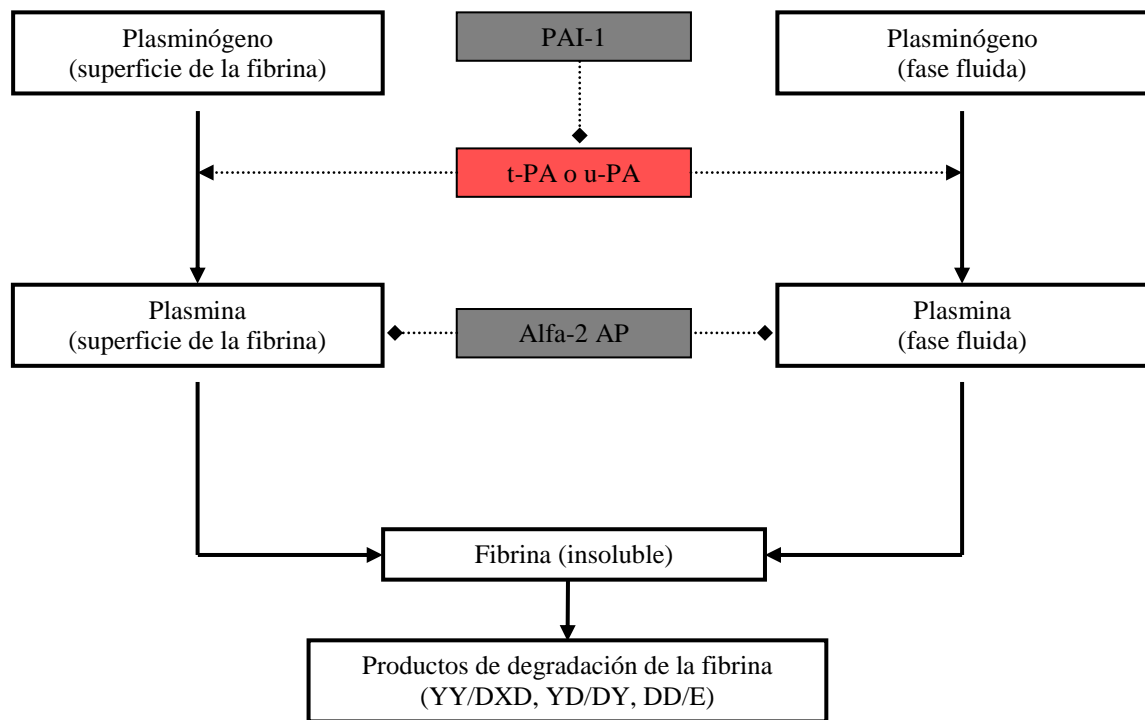 Plasminógeno
(superficie de la fibrina)
PAI-1
Plasminógeno
(fase fluida)
t-PA o u-PA
Plasmina
(superficie de la fibrina)
Alfa-2 AP
Plasmina
(fase fluida)
Fibrina (insoluble)
Productos de degradación de la fibrina
(YY/DXD, YD/DY, DD/E)